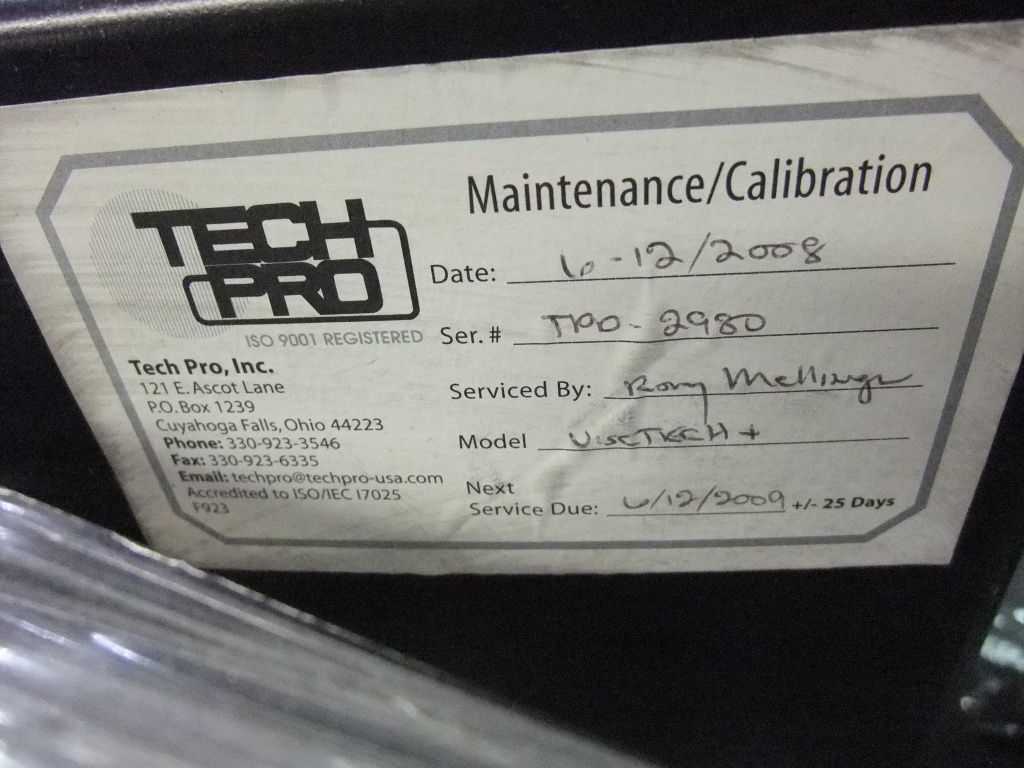 TECH
PRO
ISO 9001 REGISTERED
Tech Pro, Inc.
121 E. Ascot Lane
P.O. Box 1239
Cuyahoga Falls, Ohio 44223
Phone: 330-923-3546
Fax: 330-923-6335
Email: techpro@techpro-usa.com
Accredited to ISO/IEC 17025
F923
Maintenance/Calibration
Date: 6-12/2008
Ser. # TPD-2980
Serviced By: Rory
Model ViscTECH +
Next
Service Due: 6/12/2009 +/- 25 Days